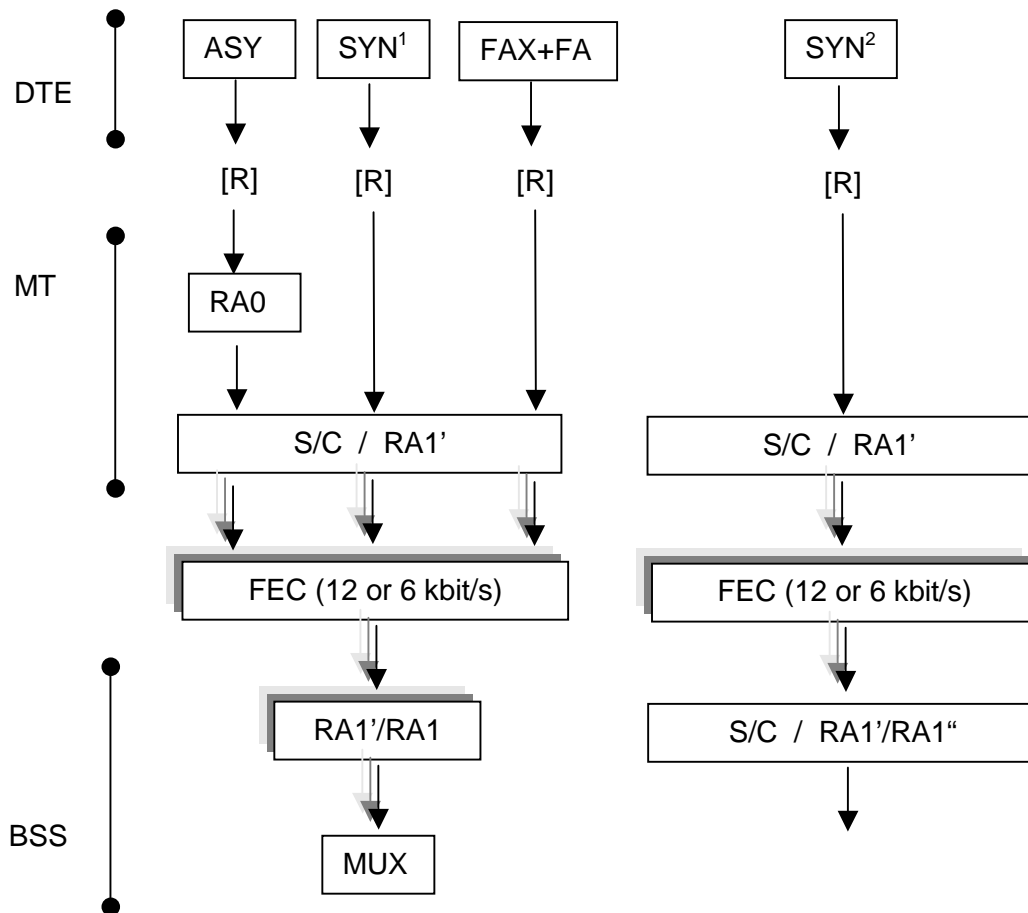 ASY SYN¹ FAX+FA SYN²
DTE
[R] [R] [R] [R]
MT
RA0
S/C / RA1’ S/C / RA1’
FEC (12 or 6 kbit/s) FEC (12 or 6 kbit/s)
RA1’/RA1 S/C / RA1’/RA1“
BSS
MUX